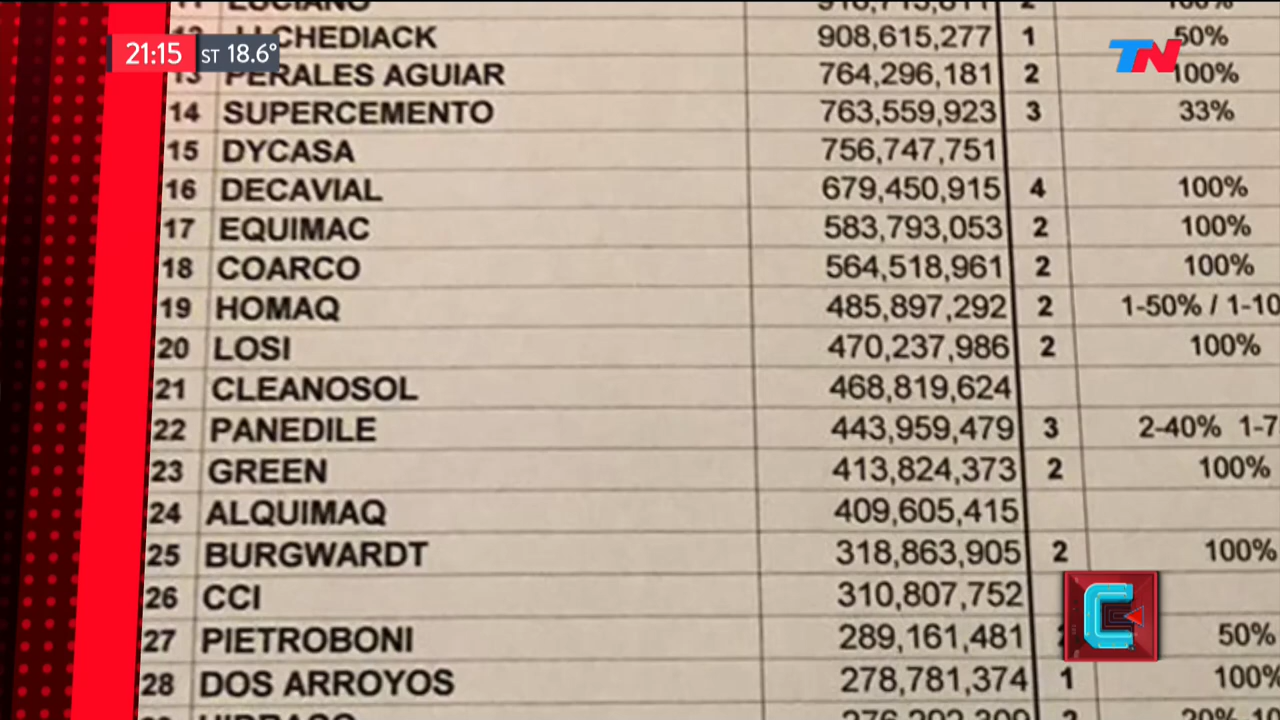 LUCIANO 2 100%
21:15 ST 18.6°
TN
CHEDIACK 908,615,277 1 50%
13 PERALES AGUIAR 764,296,181 2 100%
14 SUPERCEMENTO 763,559,923 3 33%
15 DYCASA 756,747,751
16 DECAVIAL 679,450,915 4 100%
17 EQUIMAC 583,793,053 2 100%
18 COARCO 564,518,961 2 100%
19 HOMAQ 485,897,292 2 1-50% / 1-10
20 LOSI 470,237,986 2 100%
21 CLEANOSOL 468,819,624
22 PANEDILE 443,959,479 3 2-40% 1-7
23 GREEN 413,824,373 2 100%
24 ALQUIMAQ 409,605,415
25 BURGWARDT 318,863,905 2 100%
26 CCI 310,807,752
27 PIETROBONI 289,161,481 50%
28 DOS ARROYOS 278,781,374 1 100%
C